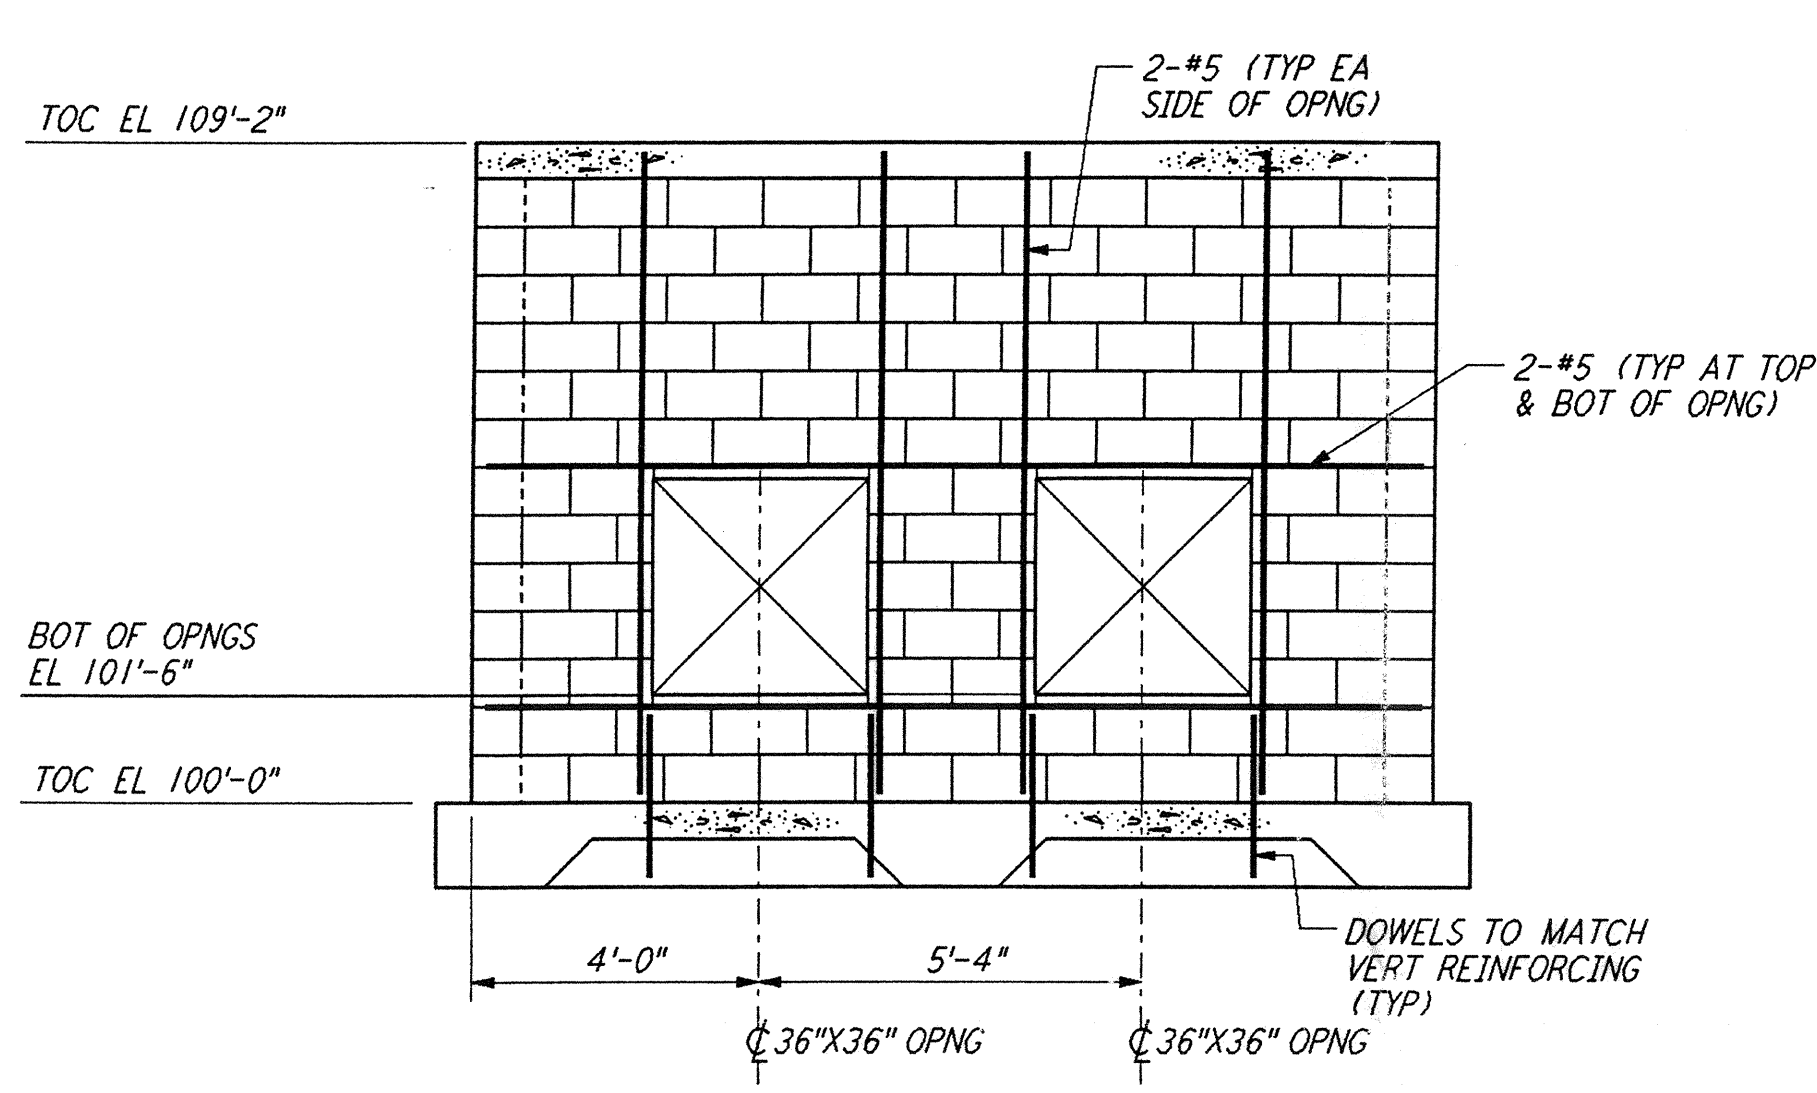 2-#5 (TYP EA
SIDE OF OPNG)
TOC EL 109'-2"
2-#5 (TYP AT TOP
& BOT OF OPNG)
BOT OF OPNGS
EL 101'-6"
TOC EL 100'-0"
DOWELS TO MATCH
VERT REINFORCING
(TYP)
4'-0"
5'-4"
℄ 36"X36" OPNG
℄ 36"X36" OPNG